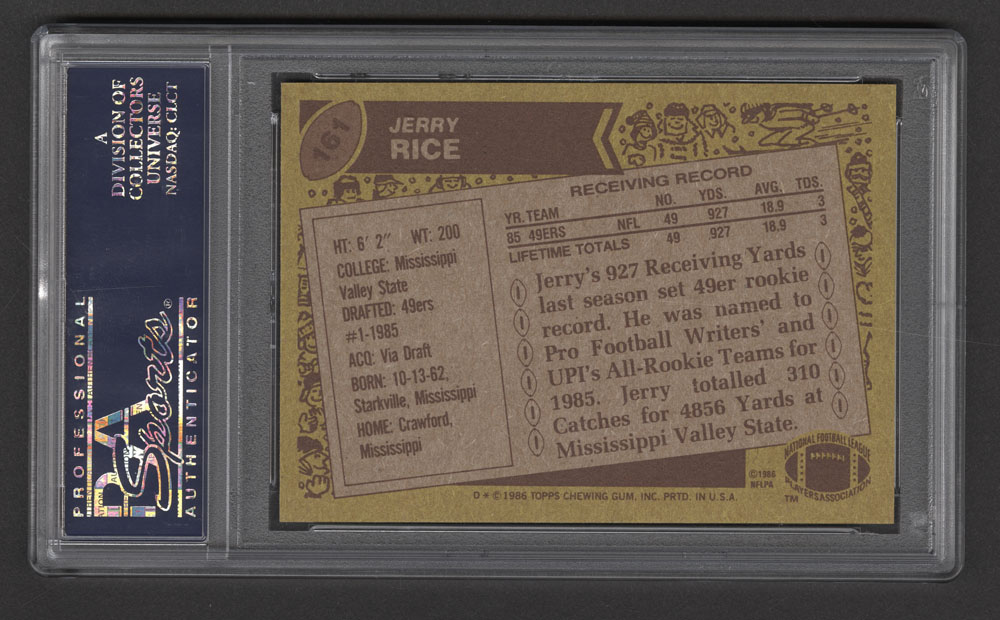 A
DIVISION OF
COLLECTORS
UNIVERSE
NASDAQ: CLCT
PROFESSIONAL
PSA
Sports®
AUTHENTICATOR
161
JERRY
RICE
RECEIVING RECORD
YR. TEAM NO. YDS. AVG. TDS.
85 49ERS NFL 49 927 18.9 3
LIFETIME TOTALS 49 927 18.9 3
HT: 6' 2" WT: 200
COLLEGE: Mississippi
Valley State
DRAFTED: 49ers
#1-1985
ACQ: Via Draft
BORN: 10-13-62,
Starkville, Mississippi
HOME: Crawford,
Mississippi
Jerry's 927 Receiving Yards
last season set 49er rookie
record. He was named to
Pro Football Writers' and
UPI's All-Rookie Teams for
1985. Jerry totalled 310
Catches for 4856 Yards at
Mississippi Valley State.
©1986
NFLPA
NATIONAL FOOTBALL LEAGUE
PLAYERS ASSOCIATION
TM
D * © 1986 TOPPS CHEWING GUM, INC. PRTD. IN U.S.A.